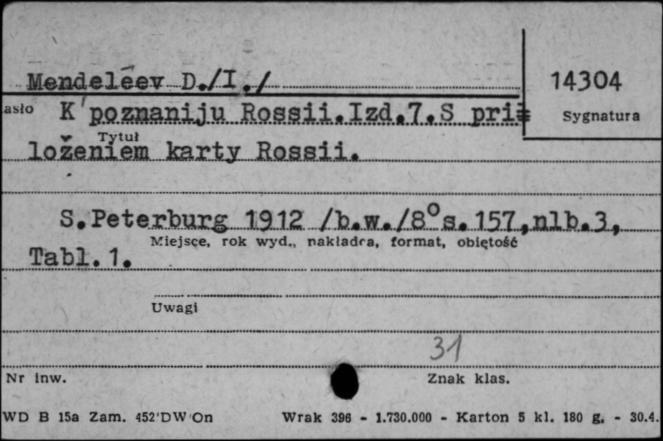 Mendeléev D./I./
14304
asło K poznaniju Rossii.Izd.7.S pri=
Sygnatura
Tytuł
loženiem karty Rossii.
S.Peterburg 1912 /b.w./8° s.157,nlb.3,
Miejsce, rok wyd., nakładca, format, objętość
Tabl.1.
Uwagi
31
Nr inw.
Znak klas.
WD B 15a Zam. 452'DW'On Wrak 396 - 1.730.000 - Karton 5 kl. 180 g. - 30.4.